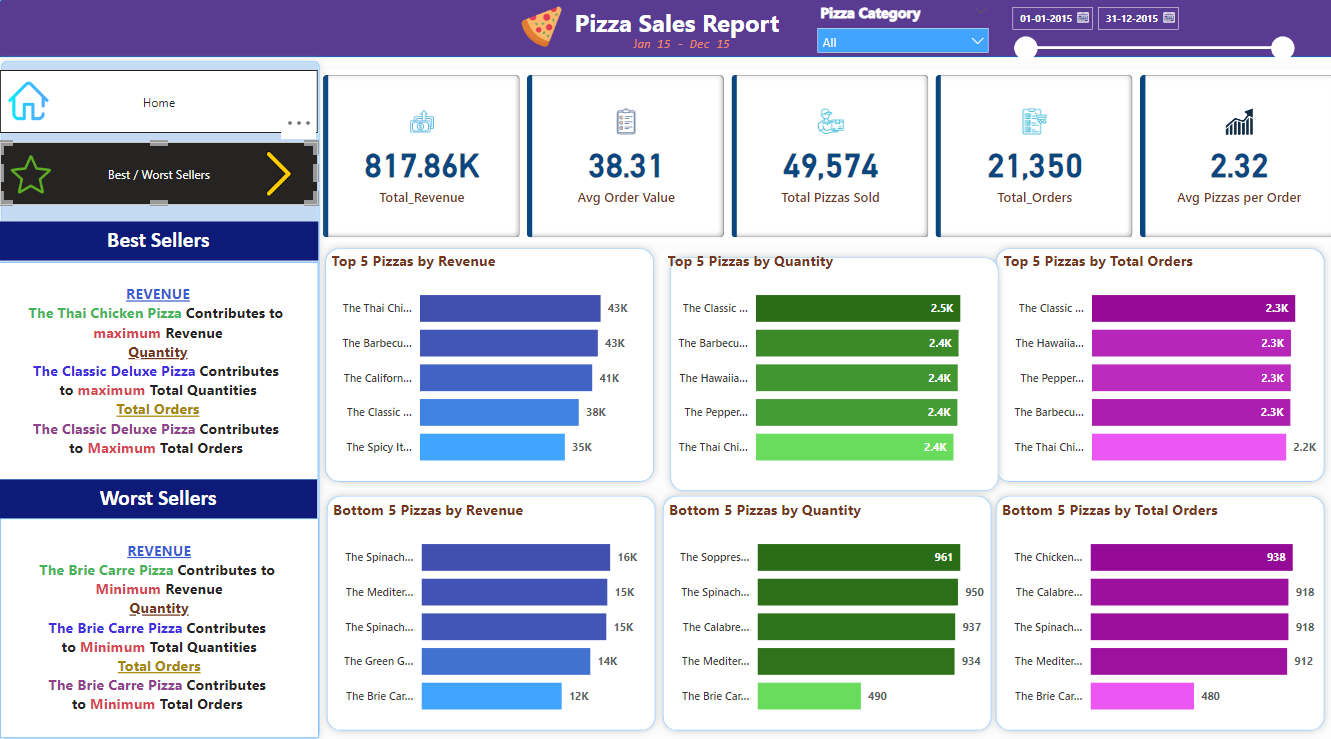 Pizza Sales Report
Jan 15 - Dec 15
Pizza Category
All
01-01-2015
31-12-2015
Home
Best / Worst Sellers
817.86K
Total_Revenue
38.31
Avg Order Value
49,574
Total Pizzas Sold
21,350
Total_Orders
2.32
Avg Pizzas per Order
Best Sellers
REVENUE
The Thai Chicken Pizza Contributes to
maximum Revenue
Quantity
The Classic Deluxe Pizza Contributes
to maximum Total Quantities
Total Orders
The Classic Deluxe Pizza Contributes
to Maximum Total Orders
Worst Sellers
REVENUE
The Brie Carre Pizza Contributes to
Minimum Revenue
Quantity
The Brie Carre Pizza Contributes
to Minimum Total Quantities
Total Orders
The Brie Carre Pizza Contributes
to Minimum Total Orders
Top 5 Pizzas by Revenue
The Thai Chi... 43K
The Barbecu... 43K
The Californ... 41K
The Classic ... 38K
The Spicy It... 35K
Top 5 Pizzas by Quantity
The Classic ... 2.5K
The Barbecu... 2.4K
The Hawaiia... 2.4K
The Pepper... 2.4K
The Thai Chi... 2.4K
Top 5 Pizzas by Total Orders
The Classic ... 2.3K
The Hawaiia... 2.3K
The Pepper... 2.3K
The Barbecu... 2.3K
The Thai Chi... 2.2K
Bottom 5 Pizzas by Revenue
The Spinach... 16K
The Mediter... 15K
The Spinach... 15K
The Green G... 14K
The Brie Car... 12K
Bottom 5 Pizzas by Quantity
The Soppres... 961
The Spinach... 950
The Calabre... 937
The Mediter... 934
The Brie Car... 490
Bottom 5 Pizzas by Total Orders
The Chicken... 938
The Calabre... 918
The Spinach... 918
The Mediter... 912
The Brie Car... 480